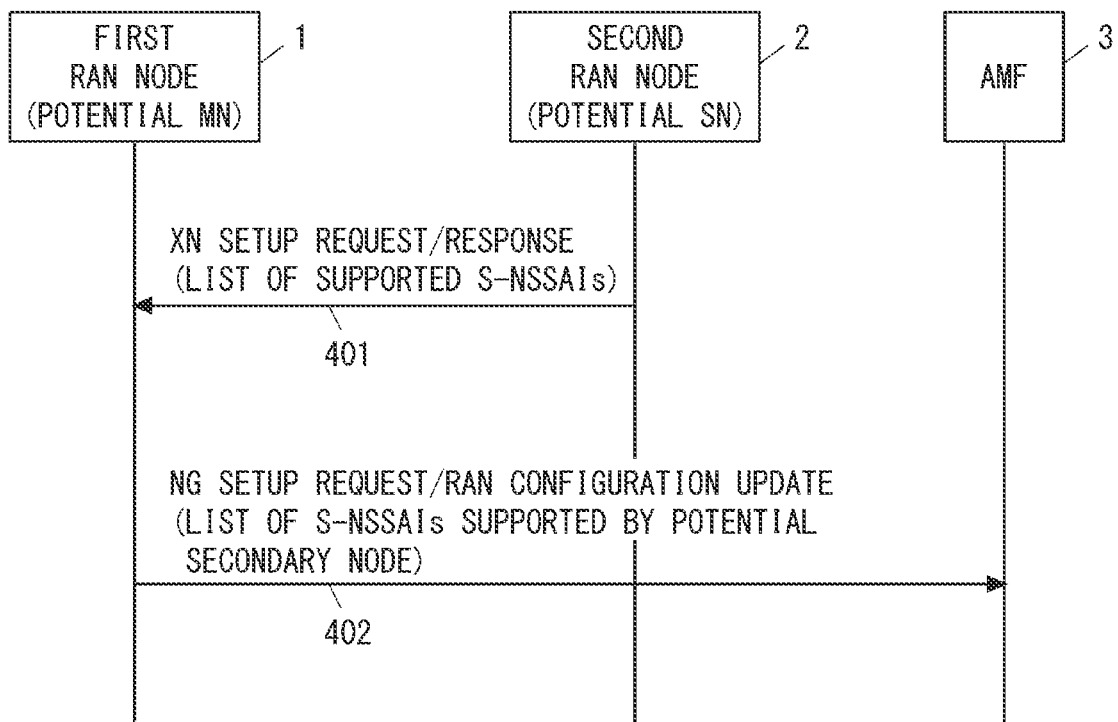 FIRST
RAN NODE
(POTENTIAL MN)
1
SECOND
RAN NODE
(POTENTIAL SN)
2
AMF
3
XN SETUP REQUEST/RESPONSE
(LIST OF SUPPORTED S-NSSAIs)
401
NG SETUP REQUEST/RAN CONFIGURATION UPDATE
(LIST OF S-NSSAIs SUPPORTED BY POTENTIAL
SECONDARY NODE)
402